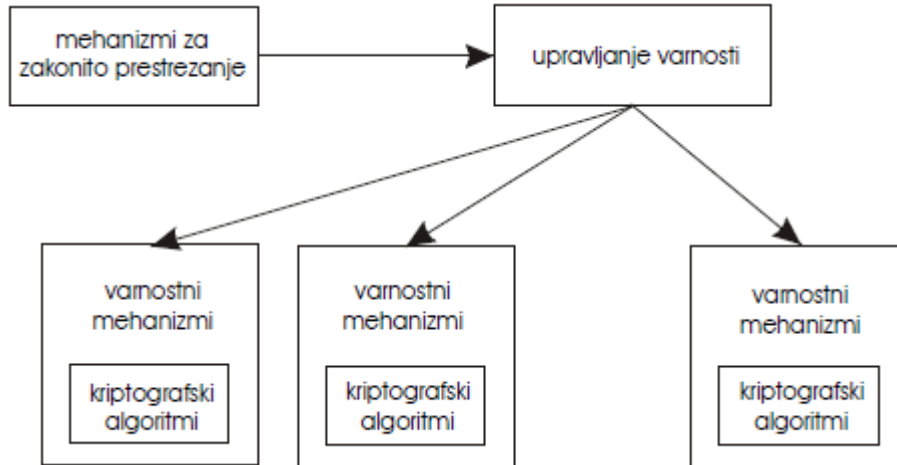 mehanizmi za
zakonito prestrezanje
upravljanje varnosti
varnostni
mehanizmi
kriptografski
algoritmi
varnostni
mehanizmi
kriptografski
algoritmi
varnostni
mehanizmi
kriptografski
algoritmi